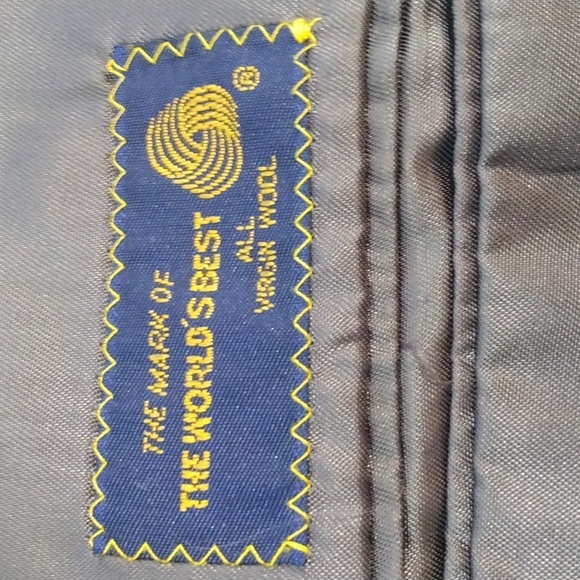 THE MARK OF
THE WORLD'S BEST
ALL
VIRGIN WOOL
®